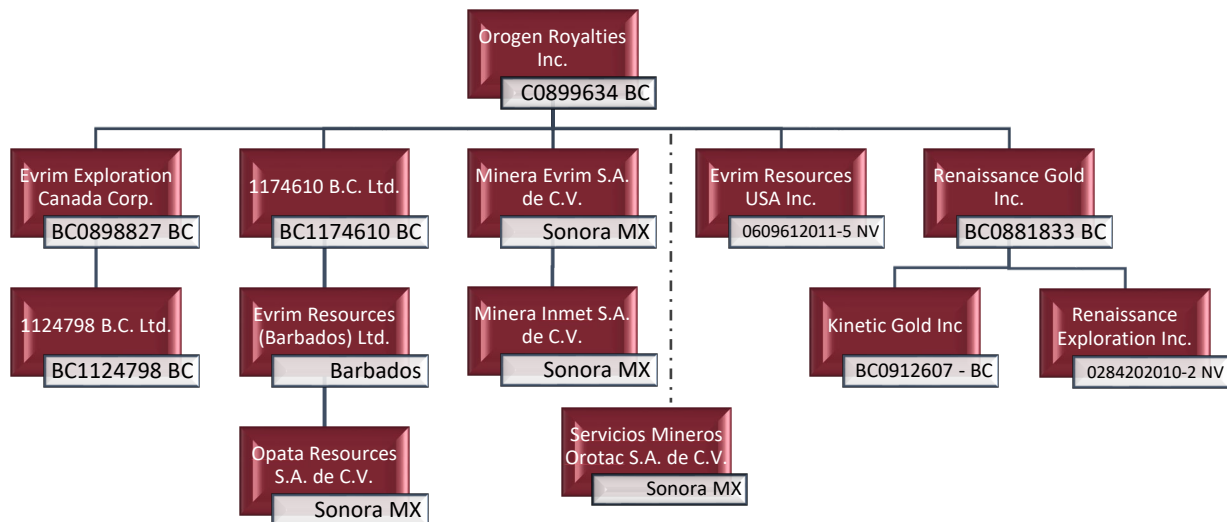 Orogen Royalties
Inc.
C0899634 BC
Evrim Exploration
Canada Corp.
BC0898827 BC
1174610 B.C. Ltd.
BC1174610 BC
Minera Evrim S.A.
de C.V.
Sonora MX
Evrim Resources
USA Inc.
0609612011-5 NV
Renaissance Gold
Inc.
BC0881833 BC
1124798 B.C. Ltd.
BC1124798 BC
Evrim Resources
(Barbados) Ltd.
Barbados
Minera Inmet S.A.
de C.V.
Sonora MX
Kinetic Gold Inc
BC0912607 - BC
Renaissance
Exploration Inc.
0284202010-2 NV
Opata Resources
S.A. de C.V.
Sonora MX
Servicios Mineros
Orotac S.A. de C.V.
Sonora MX